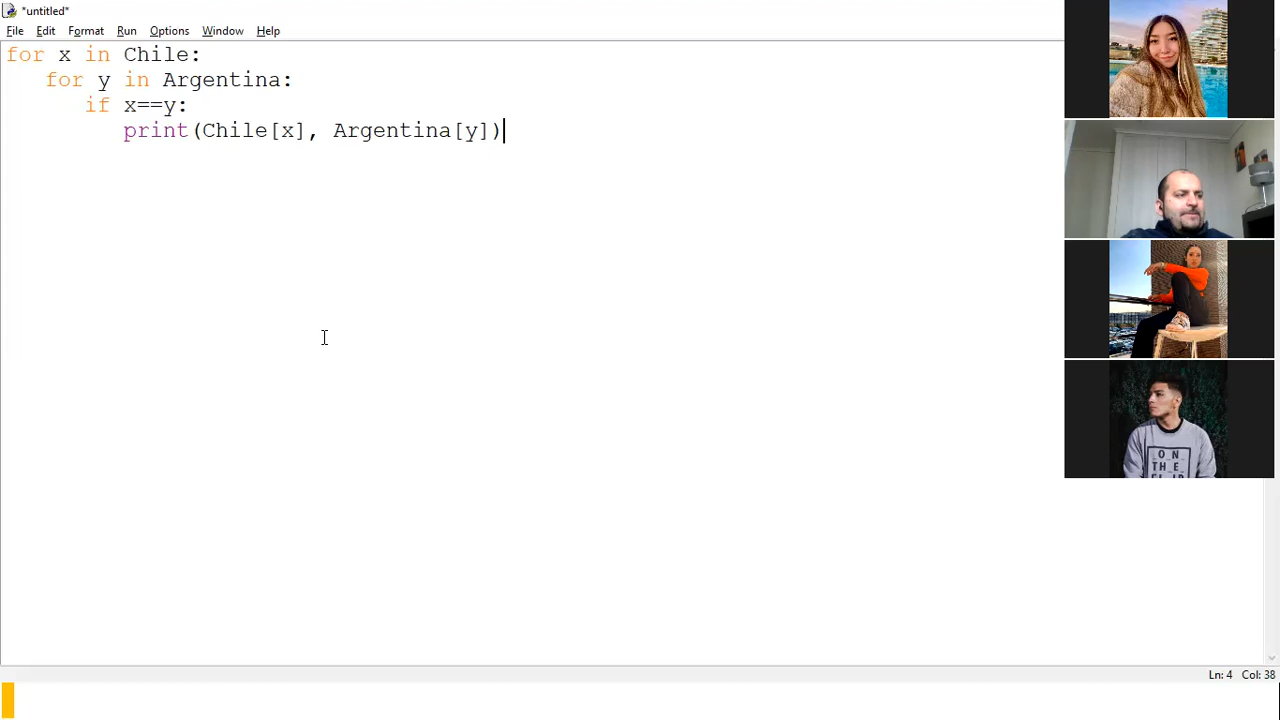 *untitled*
File Edit Format Run Options Window Help
for x in Chile:
for y in Argentina:
if x==y:
print(Chile[x], Argentina[y])
ON
THE
Ln: 4 Col: 38